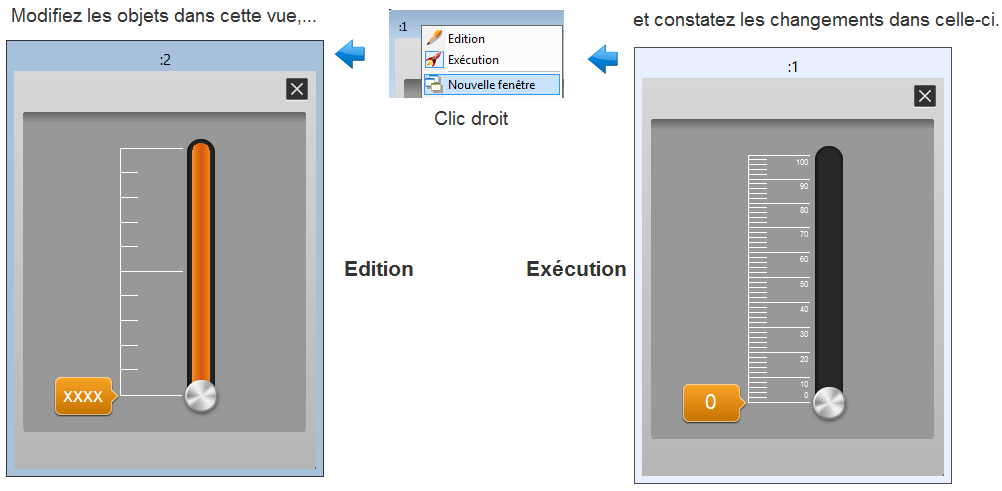 Modifiez les objets dans cette vue,...
:2
xxxx
:1
Edition
Exécution
Nouvelle fenêtre
Clic droit
Edition
Exécution
et constatez les changements dans celle-ci.
:1
100
90
80
70
60
50
40
30
20
10
0
0